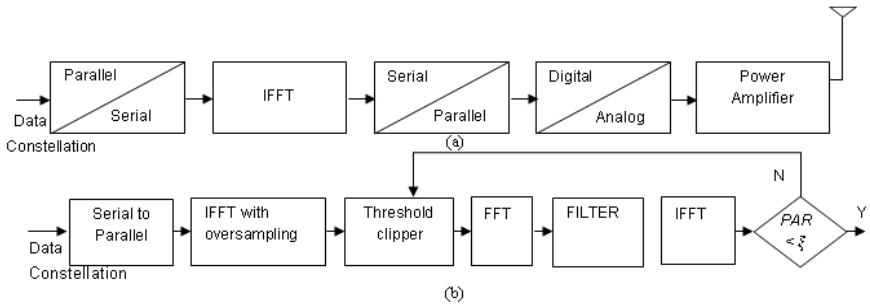 Parallel
Serial
IFFT
Serial
Parallel
Digital
Analog
Power
Amplifier
Data
Constellation
(a)
N
Serial to
Parallel
IFFT with
oversampling
Threshold
clipper
FFT
FILTER
IFFT
PAR
< ξ
Y
Data
Constellation
(b)